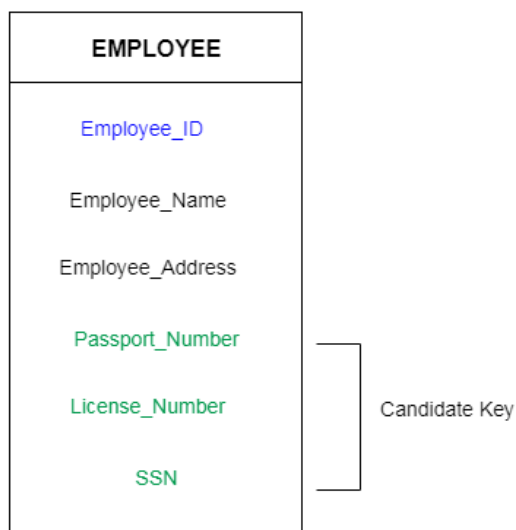 EMPLOYEE
Employee_ID
Employee_Name
Employee_Address
Passport_Number
License_Number
Candidate Key
SSN